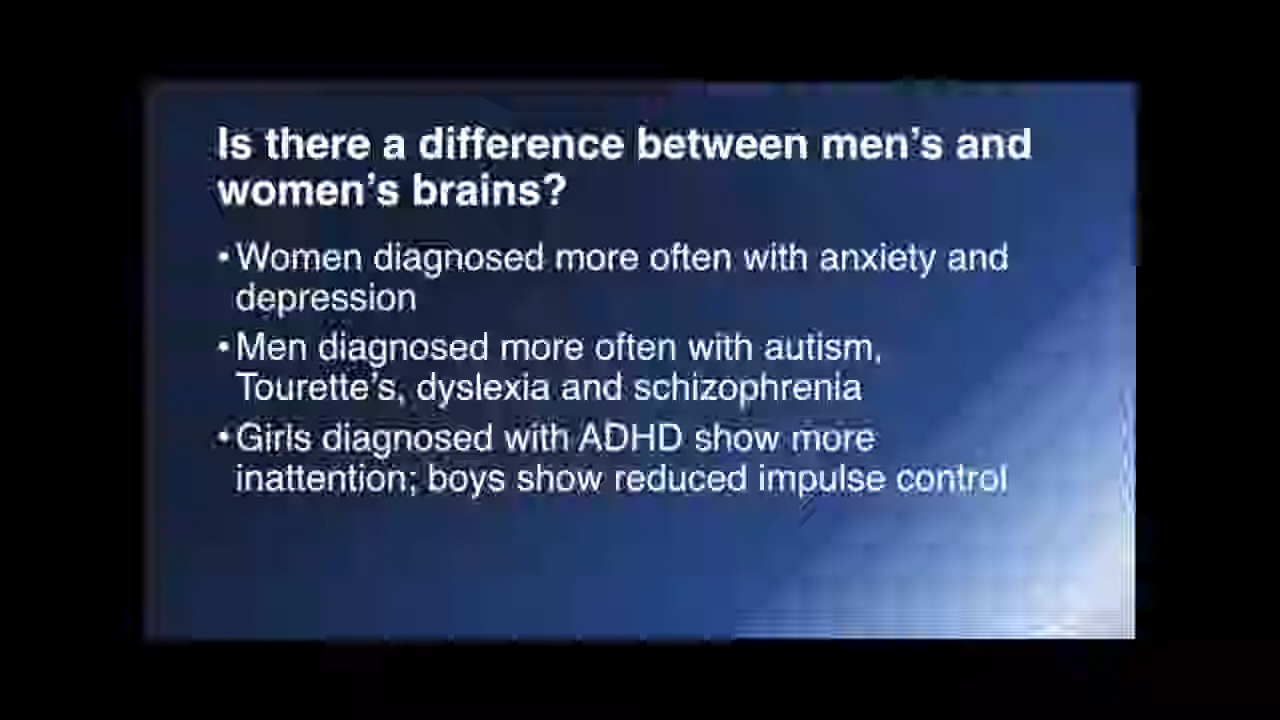 Is there a difference between men’s and
women’s brains?
•Women diagnosed more often with anxiety and
depression
•Men diagnosed more often with autism,
Tourette’s, dyslexia and schizophrenia
•Girls diagnosed with ADHD show more
inattention; boys show reduced impulse control